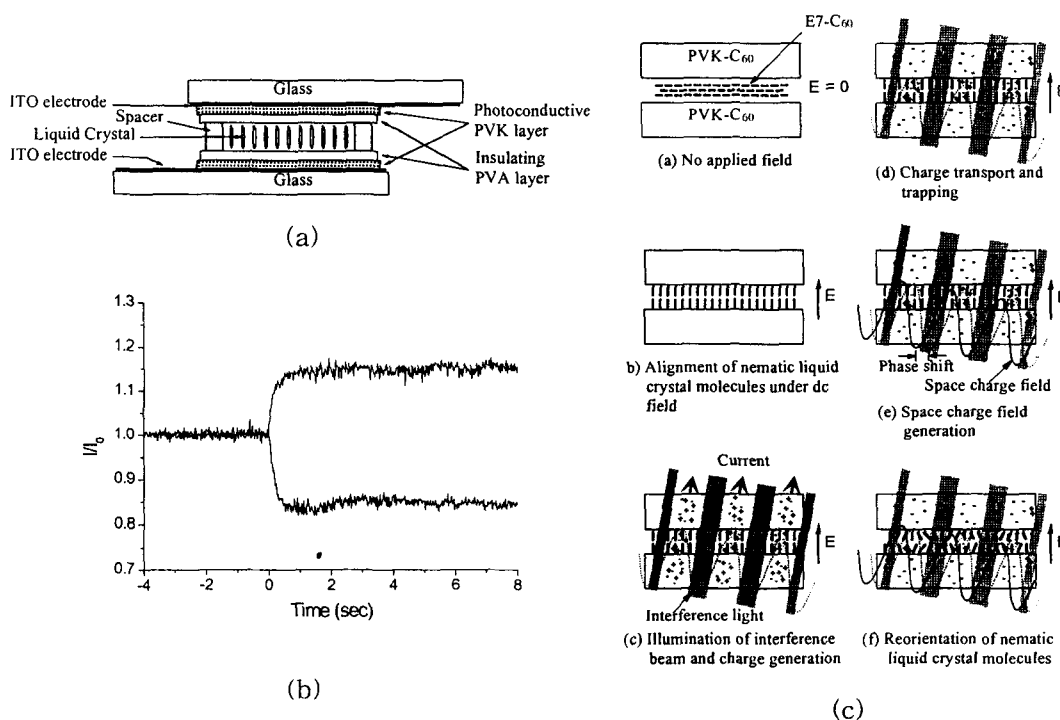 Glass
ITO electrode
Spacer
Liquid Crystal
ITO electrode
Photoconductive
PVK layer
Insulating
PVA layer
Glass
(a)
1.3
1.2
1.1
1.0
0.9
0.8
0.7
I/I₀
-4
-2
0
2
4
6
8
Time (sec)
(b)
E7-C₆₀
PVK-C₆₀
E = 0
PVK-C₆₀
(a) No applied field
E
b) Alignment of nematic liquid
crystal molecules under dc
field
Current
E
Interference light
(c) Illumination of interference
beam and charge generation
(d) Charge transport and
trapping
Phase shift
Space charge field
(e) Space charge field
generation
(f) Reorientation of nematic
liquid crystal molecules
(c)